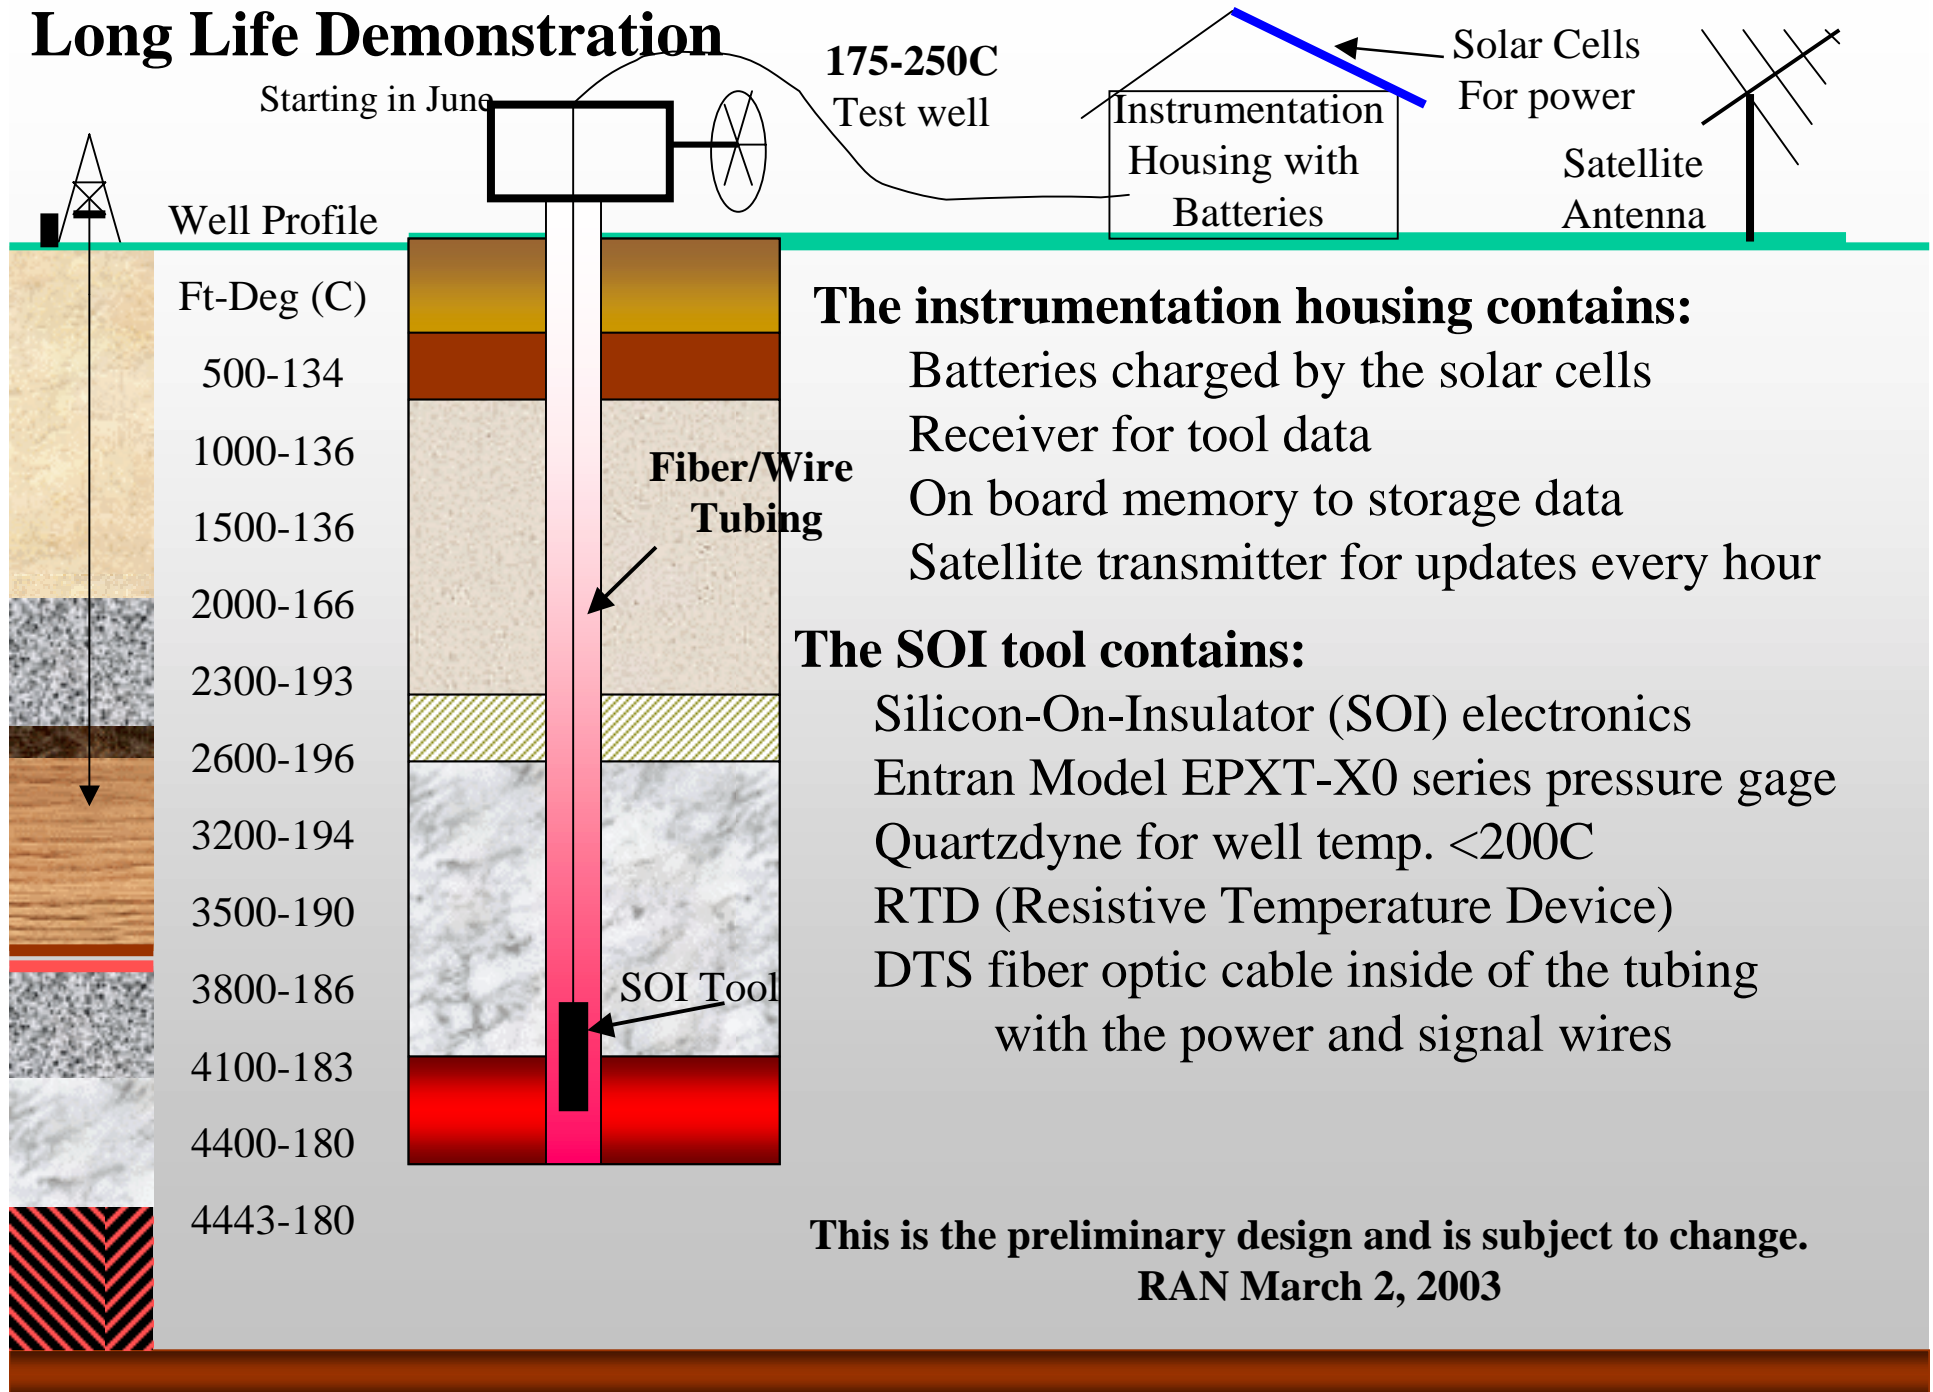 Long Life Demonstration
Starting in June
175-250C
Test well
Instrumentation
Housing with
Batteries
Solar Cells
For power
Satellite
Antenna
Well Profile
Ft-Deg (C)
500-134
1000-136
1500-136
2000-166
2300-193
2600-196
3200-194
3500-190
3800-186
4100-183
4400-180
4443-180
Fiber/Wire
Tubing
SOI Tool
The instrumentation housing contains:
Batteries charged by the solar cells
Receiver for tool data
On board memory to storage data
Satellite transmitter for updates every hour
The SOI tool contains:
Silicon-On-Insulator (SOI) electronics
Entran Model EPXT-X0 series pressure gage
Quartzdyne for well temp. <200C
RTD (Resistive Temperature Device)
DTS fiber optic cable inside of the tubing
with the power and signal wires
This is the preliminary design and is subject to change.
RAN March 2, 2003